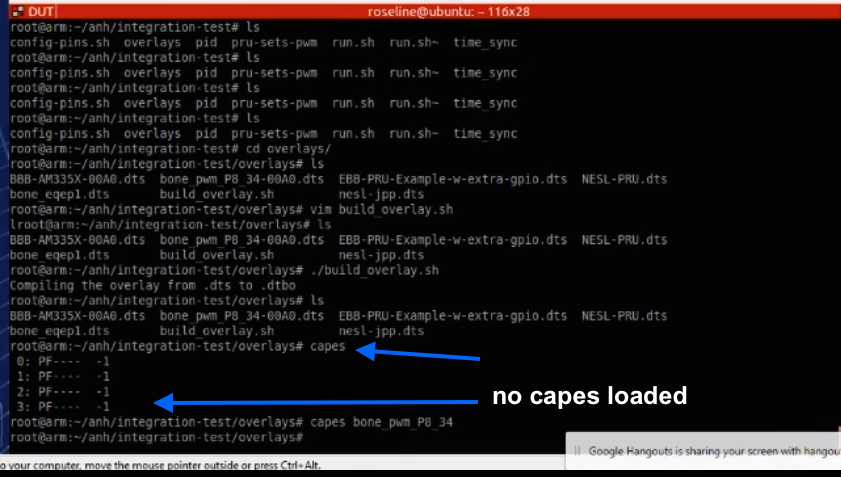 DUT
roseline@ubuntu: ~ 116x28
root@arm:~/anh/integration-test# ls
config-pins.sh  overlays  pid  pru-sets-pwm  run.sh  run.sh~  time_sync
root@arm:~/anh/integration-test# ls
config-pins.sh  overlays  pid  pru-sets-pwm  run.sh  run.sh~  time_sync
root@arm:~/anh/integration-test# ls
config-pins.sh  overlays  pid  pru-sets-pwm  run.sh  run.sh~  time_sync
root@arm:~/anh/integration-test# ls
config-pins.sh  overlays  pid  pru-sets-pwm  run.sh  run.sh~  time_sync
root@arm:~/anh/integration-test# cd overlays/
root@arm:~/anh/integration-test/overlays# ls
BBB-AM335X-00A0.dts  bone_pwm_P8_34-00A0.dts  EBB-PRU-Example-w-extra-gpio.dts  NESL-PRU.dts
bone_eqep1.dts       build_overlay.sh         nesl-jpp.dts
root@arm:~/anh/integration-test/overlays# vim build_overlay.sh
lroot@arm:~/anh/integration-test/overlays# ls
BBB-AM335X-00A0.dts  bone_pwm_P8_34-00A0.dts  EBB-PRU-Example-w-extra-gpio.dts  NESL-PRU.dts
bone_eqep1.dts       build_overlay.sh         nesl-jpp.dts
root@arm:~/anh/integration-test/overlays# ./build_overlay.sh
Compiling the overlay from .dts to .dtbo
root@arm:~/anh/integration-test/overlays# ls
BBB-AM335X-00A0.dts  bone_pwm_P8_34-00A0.dts  EBB-PRU-Example-w-extra-gpio.dts  NESL-PRU.dts
bone_eqep1.dts       build_overlay.sh         nesl-jpp.dts
root@arm:~/anh/integration-test/overlays# capes
0: PF----  -1
1: PF----  -1
2: PF----  -1
3: PF----  -1
no capes loaded
root@arm:~/anh/integration-test/overlays# capes bone_pwm_P8_34
root@arm:~/anh/integration-test/overlays#
Google Hangouts is sharing your screen with hangou
o your computer, move the mouse pointer outside or press Ctrl+Alt.